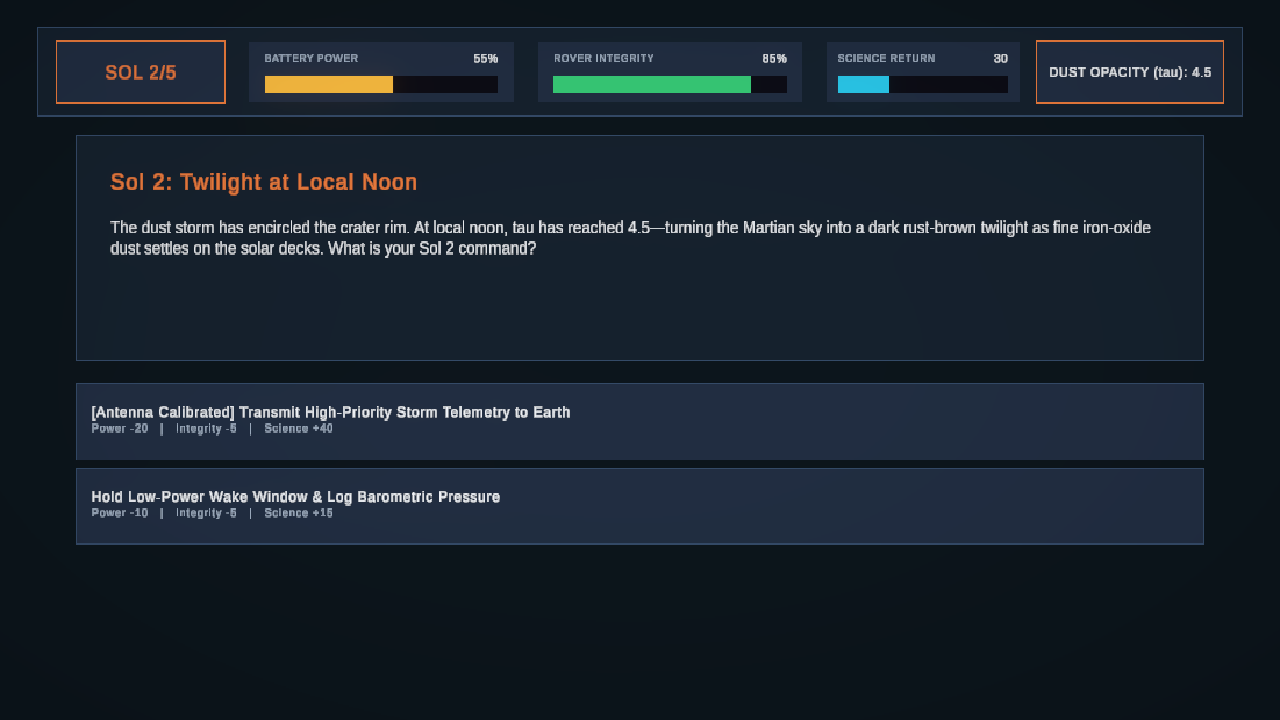 SOL 2/5
BATTERY POWER 55%
ROVER INTEGRITY 85%
SCIENCE RETURN 30
DUST OPACITY (tau): 4.5
Sol 2: Twilight at Local Noon
The dust storm has encircled the crater rim. At local noon, tau has reached 4.5—turning the Martian sky into a dark rust-brown twilight as fine iron-oxide
dust settles on the solar decks. What is your Sol 2 command?
[Antenna Calibrated] Transmit High-Priority Storm Telemetry to Earth
Power -20 | Integrity -5 | Science +40
Hold Low-Power Wake Window & Log Barometric Pressure
Power -10 | Integrity -5 | Science +15